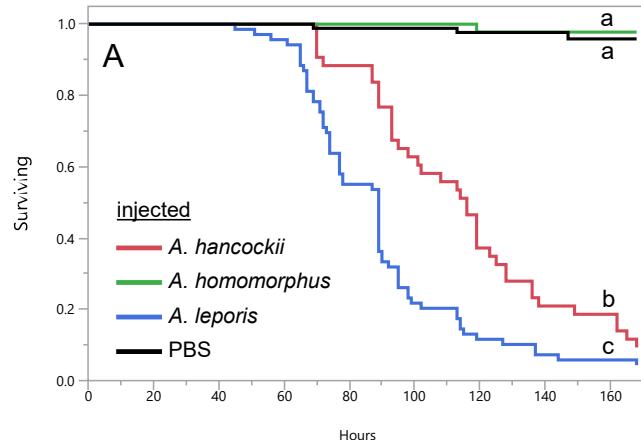 A
1.0
0.8
0.6
0.4
0.2
0.0
Surviving
injected
A. hancockii
A. homomorphus
A. leporis
PBS
a
a
b
c
0 20 40 60 80 100 120 140 160
Hours